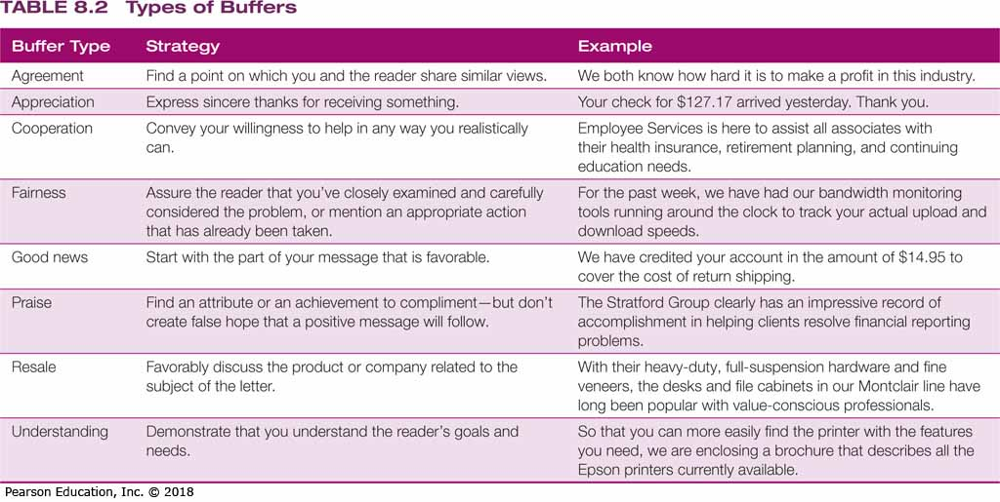 TABLE 8.2 Types of Buffers
Buffer Type Strategy Example
Agreement Find a point on which you and the reader share similar views. We both know how hard it is to make a profit in this industry.
Appreciation Express sincere thanks for receiving something. Your check for $127.17 arrived yesterday. Thank you.
Cooperation Convey your willingness to help in any way you realistically Employee Services is here to assist all associates with
can. their health insurance, retirement planning, and continuing
education needs.
Fairness Assure the reader that you’ve closely examined and carefully For the past week, we have had our bandwidth monitoring
considered the problem, or mention an appropriate action tools running around the clock to track your actual upload and
that has already been taken. download speeds.
Good news Start with the part of your message that is favorable. We have credited your account in the amount of $14.95 to
cover the cost of return shipping.
Praise Find an attribute or an achievement to compliment—but don’t The Stratford Group clearly has an impressive record of
create false hope that a positive message will follow. accomplishment in helping clients resolve financial reporting
problems.
Resale Favorably discuss the product or company related to the With their heavy-duty, full-suspension hardware and fine
subject of the letter. veneers, the desks and file cabinets in our Montclair line have
long been popular with value-conscious professionals.
Understanding Demonstrate that you understand the reader’s goals and So that you can more easily find the printer with the features
needs. you need, we are enclosing a brochure that describes all the
Epson printers currently available.
Pearson Education, Inc. © 2018